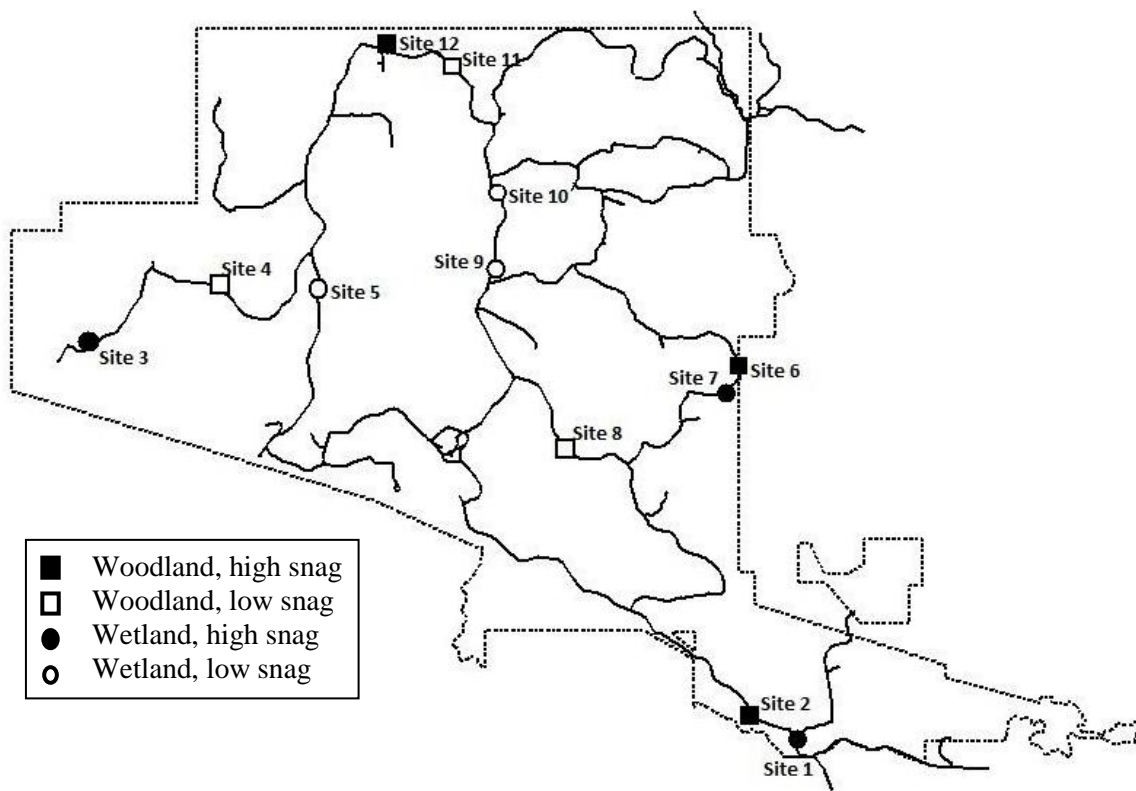 Site 12
Site 11
Site 10
Site 4
Site 9
Site 5
Site 3
Site 6
Site 7
Site 8
Woodland, high snag
Woodland, low snag
Wetland, high snag
Wetland, low snag
Site 2
Site 1